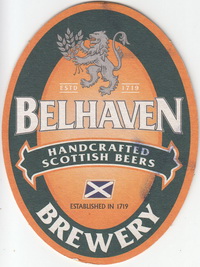 ESTD 1719
BELHAVEN
HANDCRAFTED
SCOTTISH BEERS
ESTABLISHED IN 1719
BREWERY